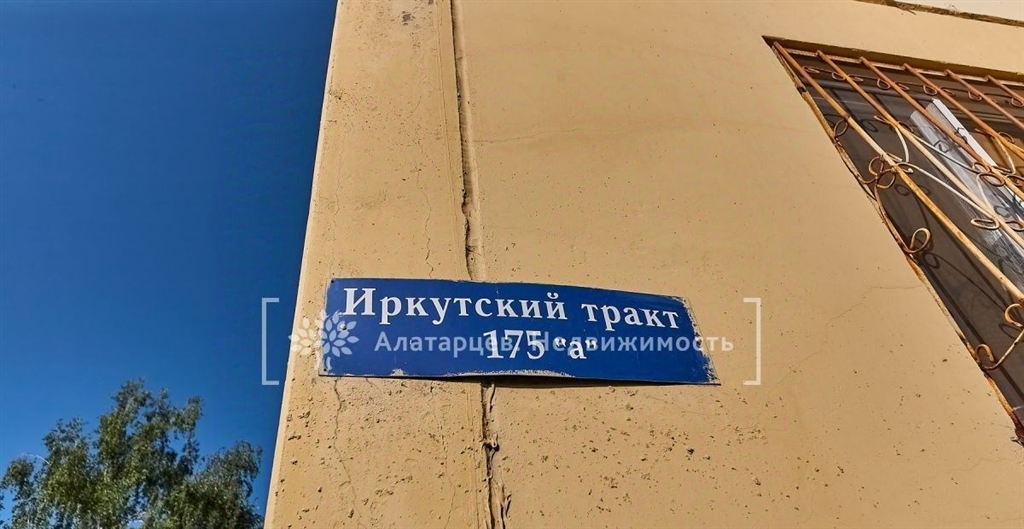 Иркутский тракт
175 "а"
Алатарцев Недвижимость